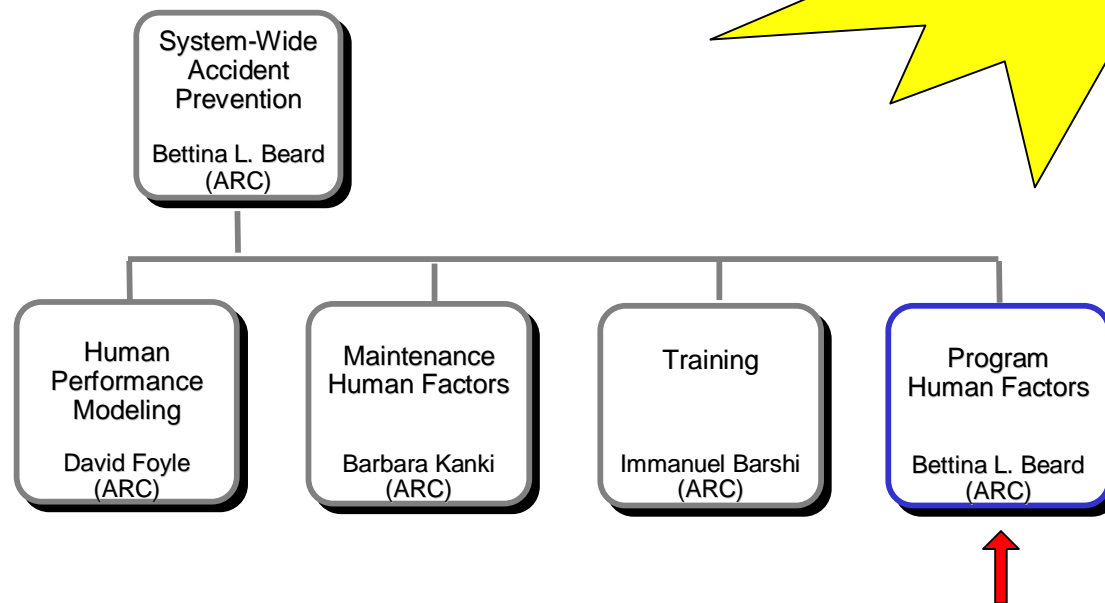 System-Wide
Accident
Prevention
Bettina L. Beard
(ARC)
Human
Performance
Modeling
David Foyle
(ARC)
Maintenance
Human Factors
Barbara Kanki
(ARC)
Training
Immanuel Barshi
(ARC)
Program
Human Factors
Bettina L. Beard
(ARC)